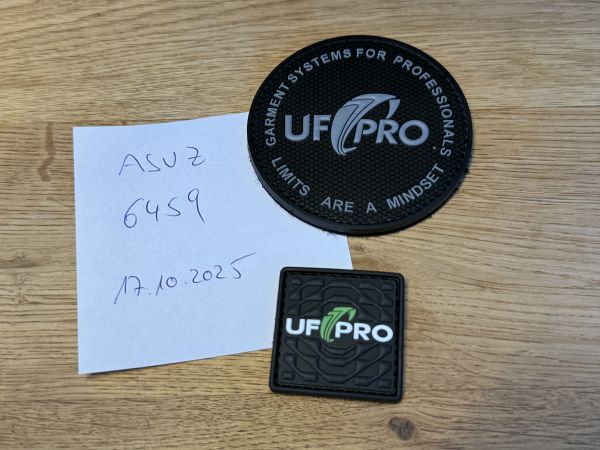 ASUZ
6459
17.10.2025
GARMENT SYSTEMS FOR PROFESSIONALS
UF PRO
LIMITS ARE A MINDSET
UF PRO